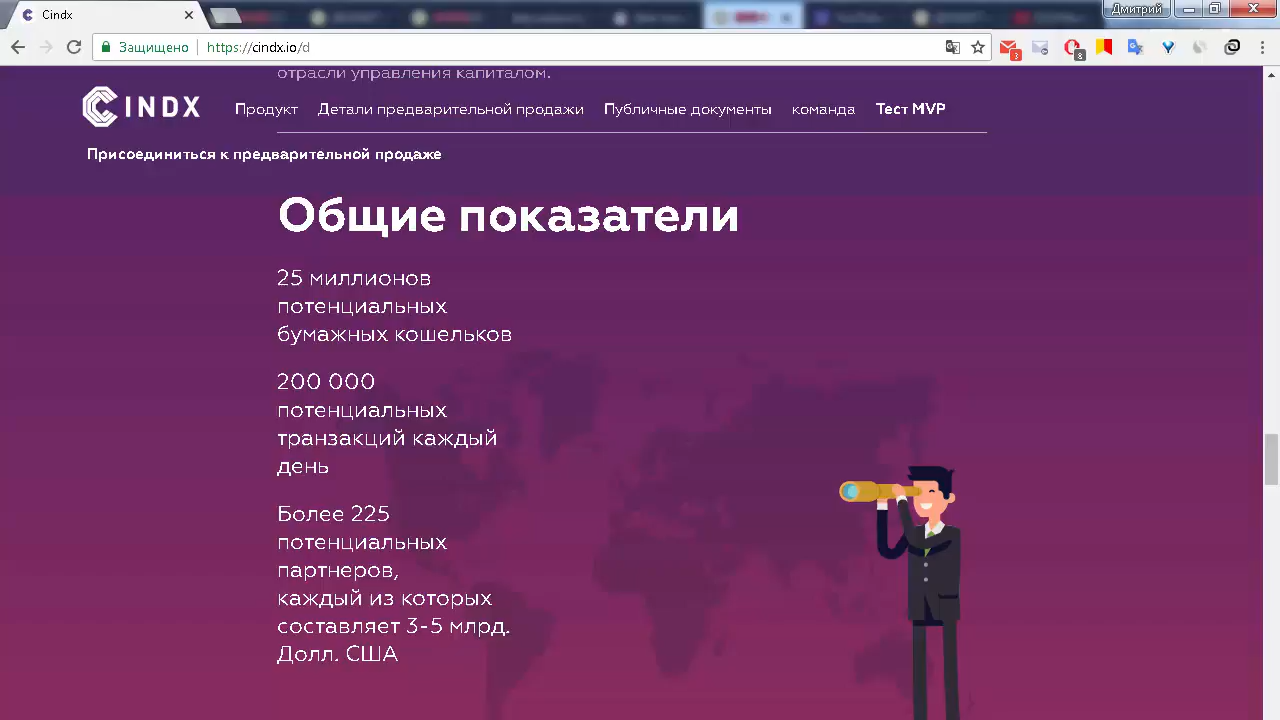 Cindx
Дмитрий
Защищено
https://cindx.io/d
3
8
отрасли управления капиталом.
CINDX
Продукт
Детали предварительной продажи
Публичные документы
команда
Тест MVP
Присоединиться к предварительной продаже
Общие показатели
25 миллионов
потенциальных
бумажных кошельков
200 000
потенциальных
транзакций каждый
день
Более 225
потенциальных
партнеров,
каждый из которых
составляет 3-5 млрд.
Долл. США